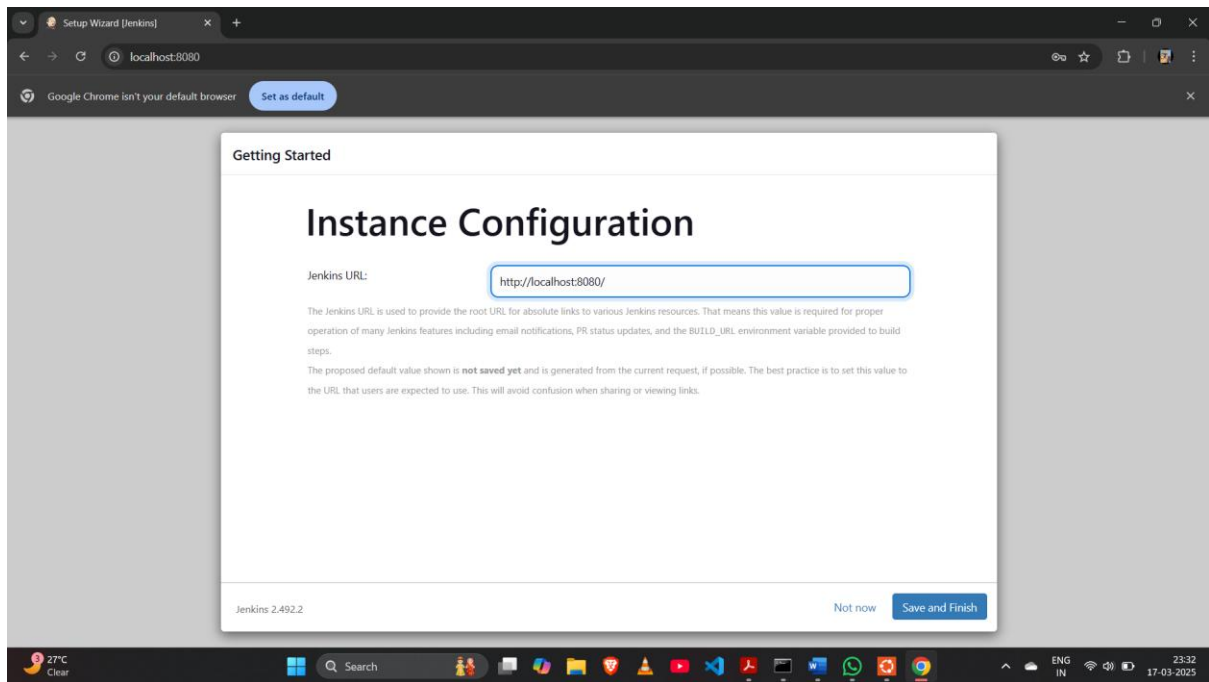 Setup Wizard [Jenkins]
localhost:8080
Google Chrome isn't your default browser Set as default
Getting Started
Instance Configuration
Jenkins URL: http://localhost:8080/
The Jenkins URL is used to provide the root URL for absolute links to various Jenkins resources. That means this value is required for proper
operation of many Jenkins features including email notifications, PR status updates, and the BUILD_URL environment variable provided to build
steps.
The proposed default value shown is not saved yet and is generated from the current request, if possible. The best practice is to set this value to
the URL that users are expected to use. This will avoid confusion when sharing or viewing links.
Jenkins 2.492.2 Not now Save and Finish
3 27°C Search ENG 23:32
Clear IN 17-03-2025